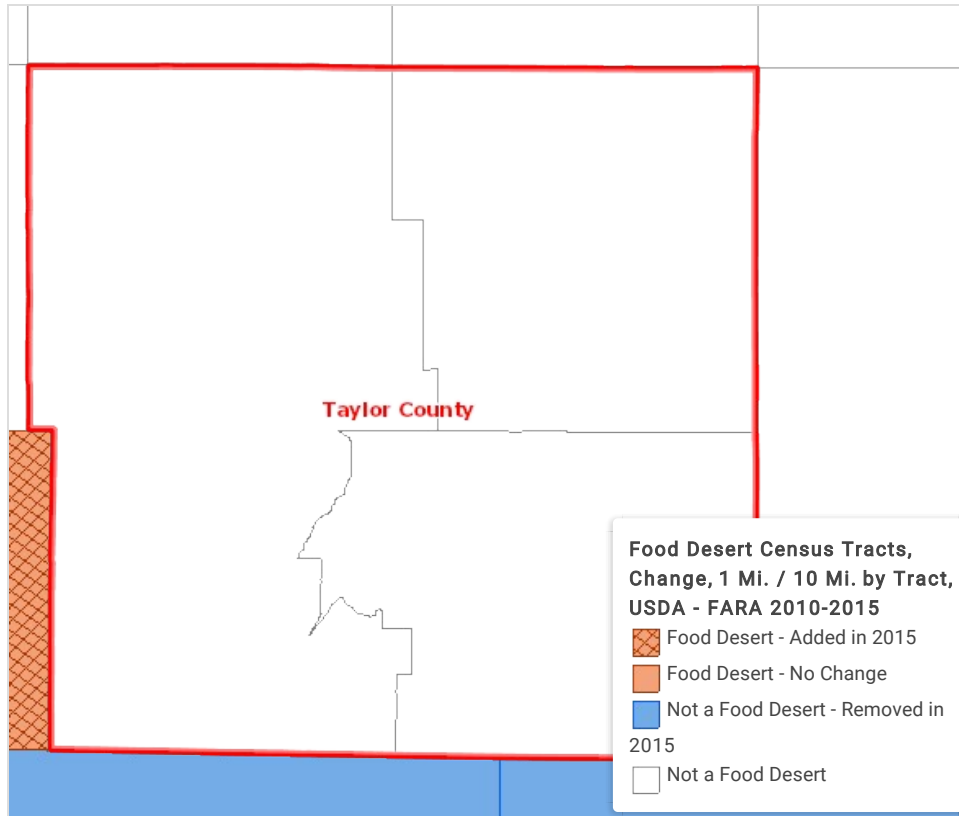 Taylor County
Food Desert Census Tracts,
Change, 1 Mi. / 10 Mi. by Tract,
USDA - FARA 2010-2015
Food Desert - Added in 2015
Food Desert - No Change
Not a Food Desert - Removed in
2015
Not a Food Desert